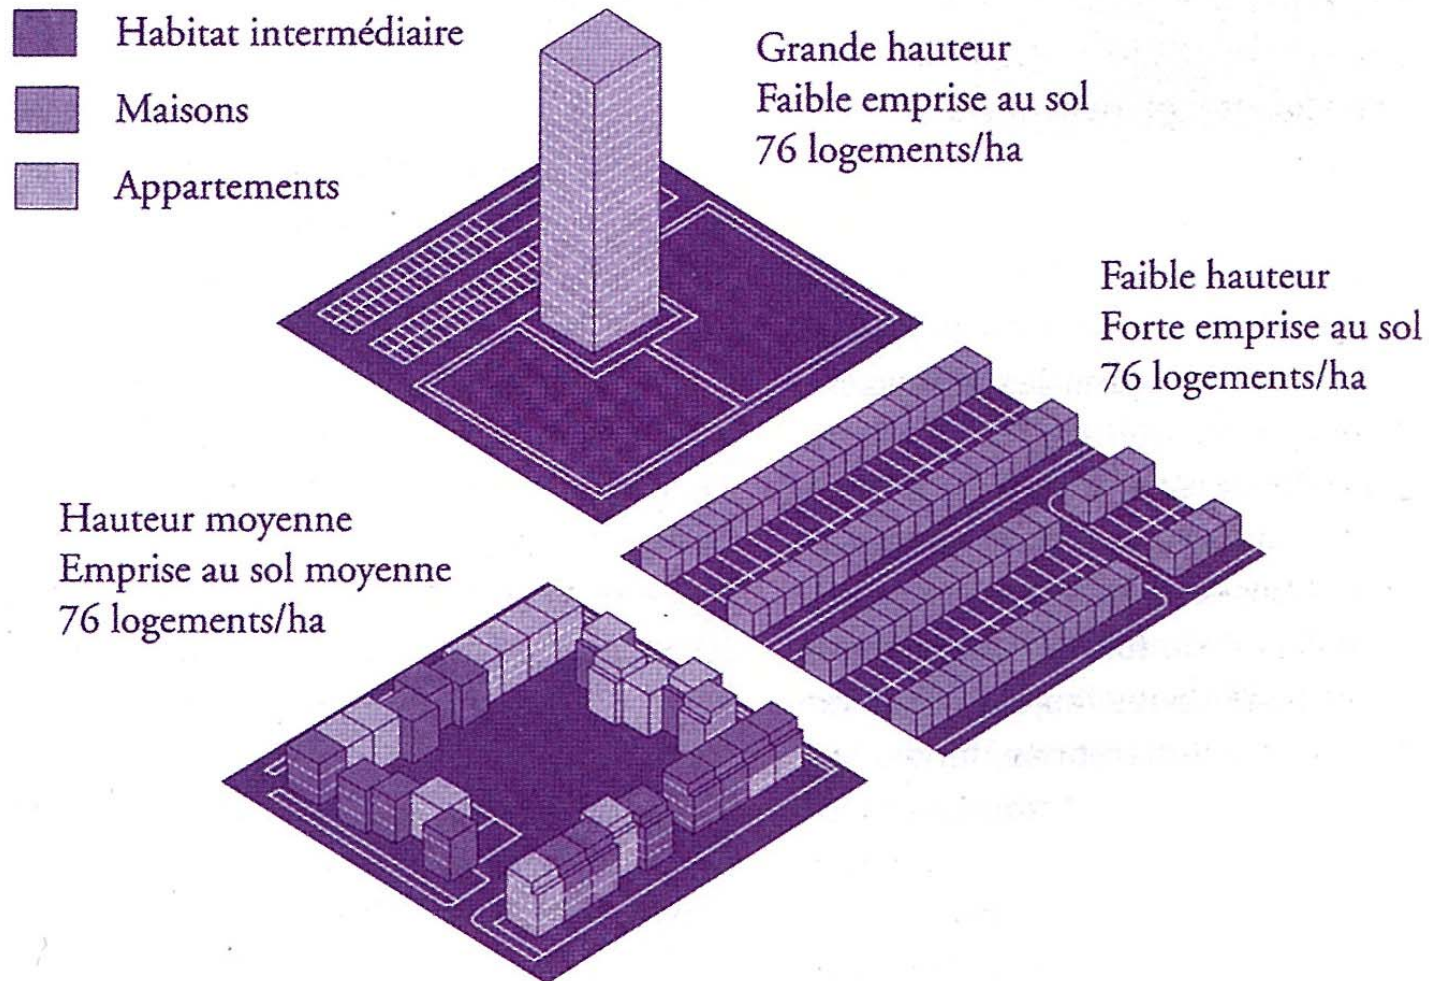 Habitat intermédiaire
Maisons
Appartements
Grande hauteur
Faible emprise au sol
76 logements/ha
Faible hauteur
Forte emprise au sol
76 logements/ha
Hauteur moyenne
Emprise au sol moyenne
76 logements/ha